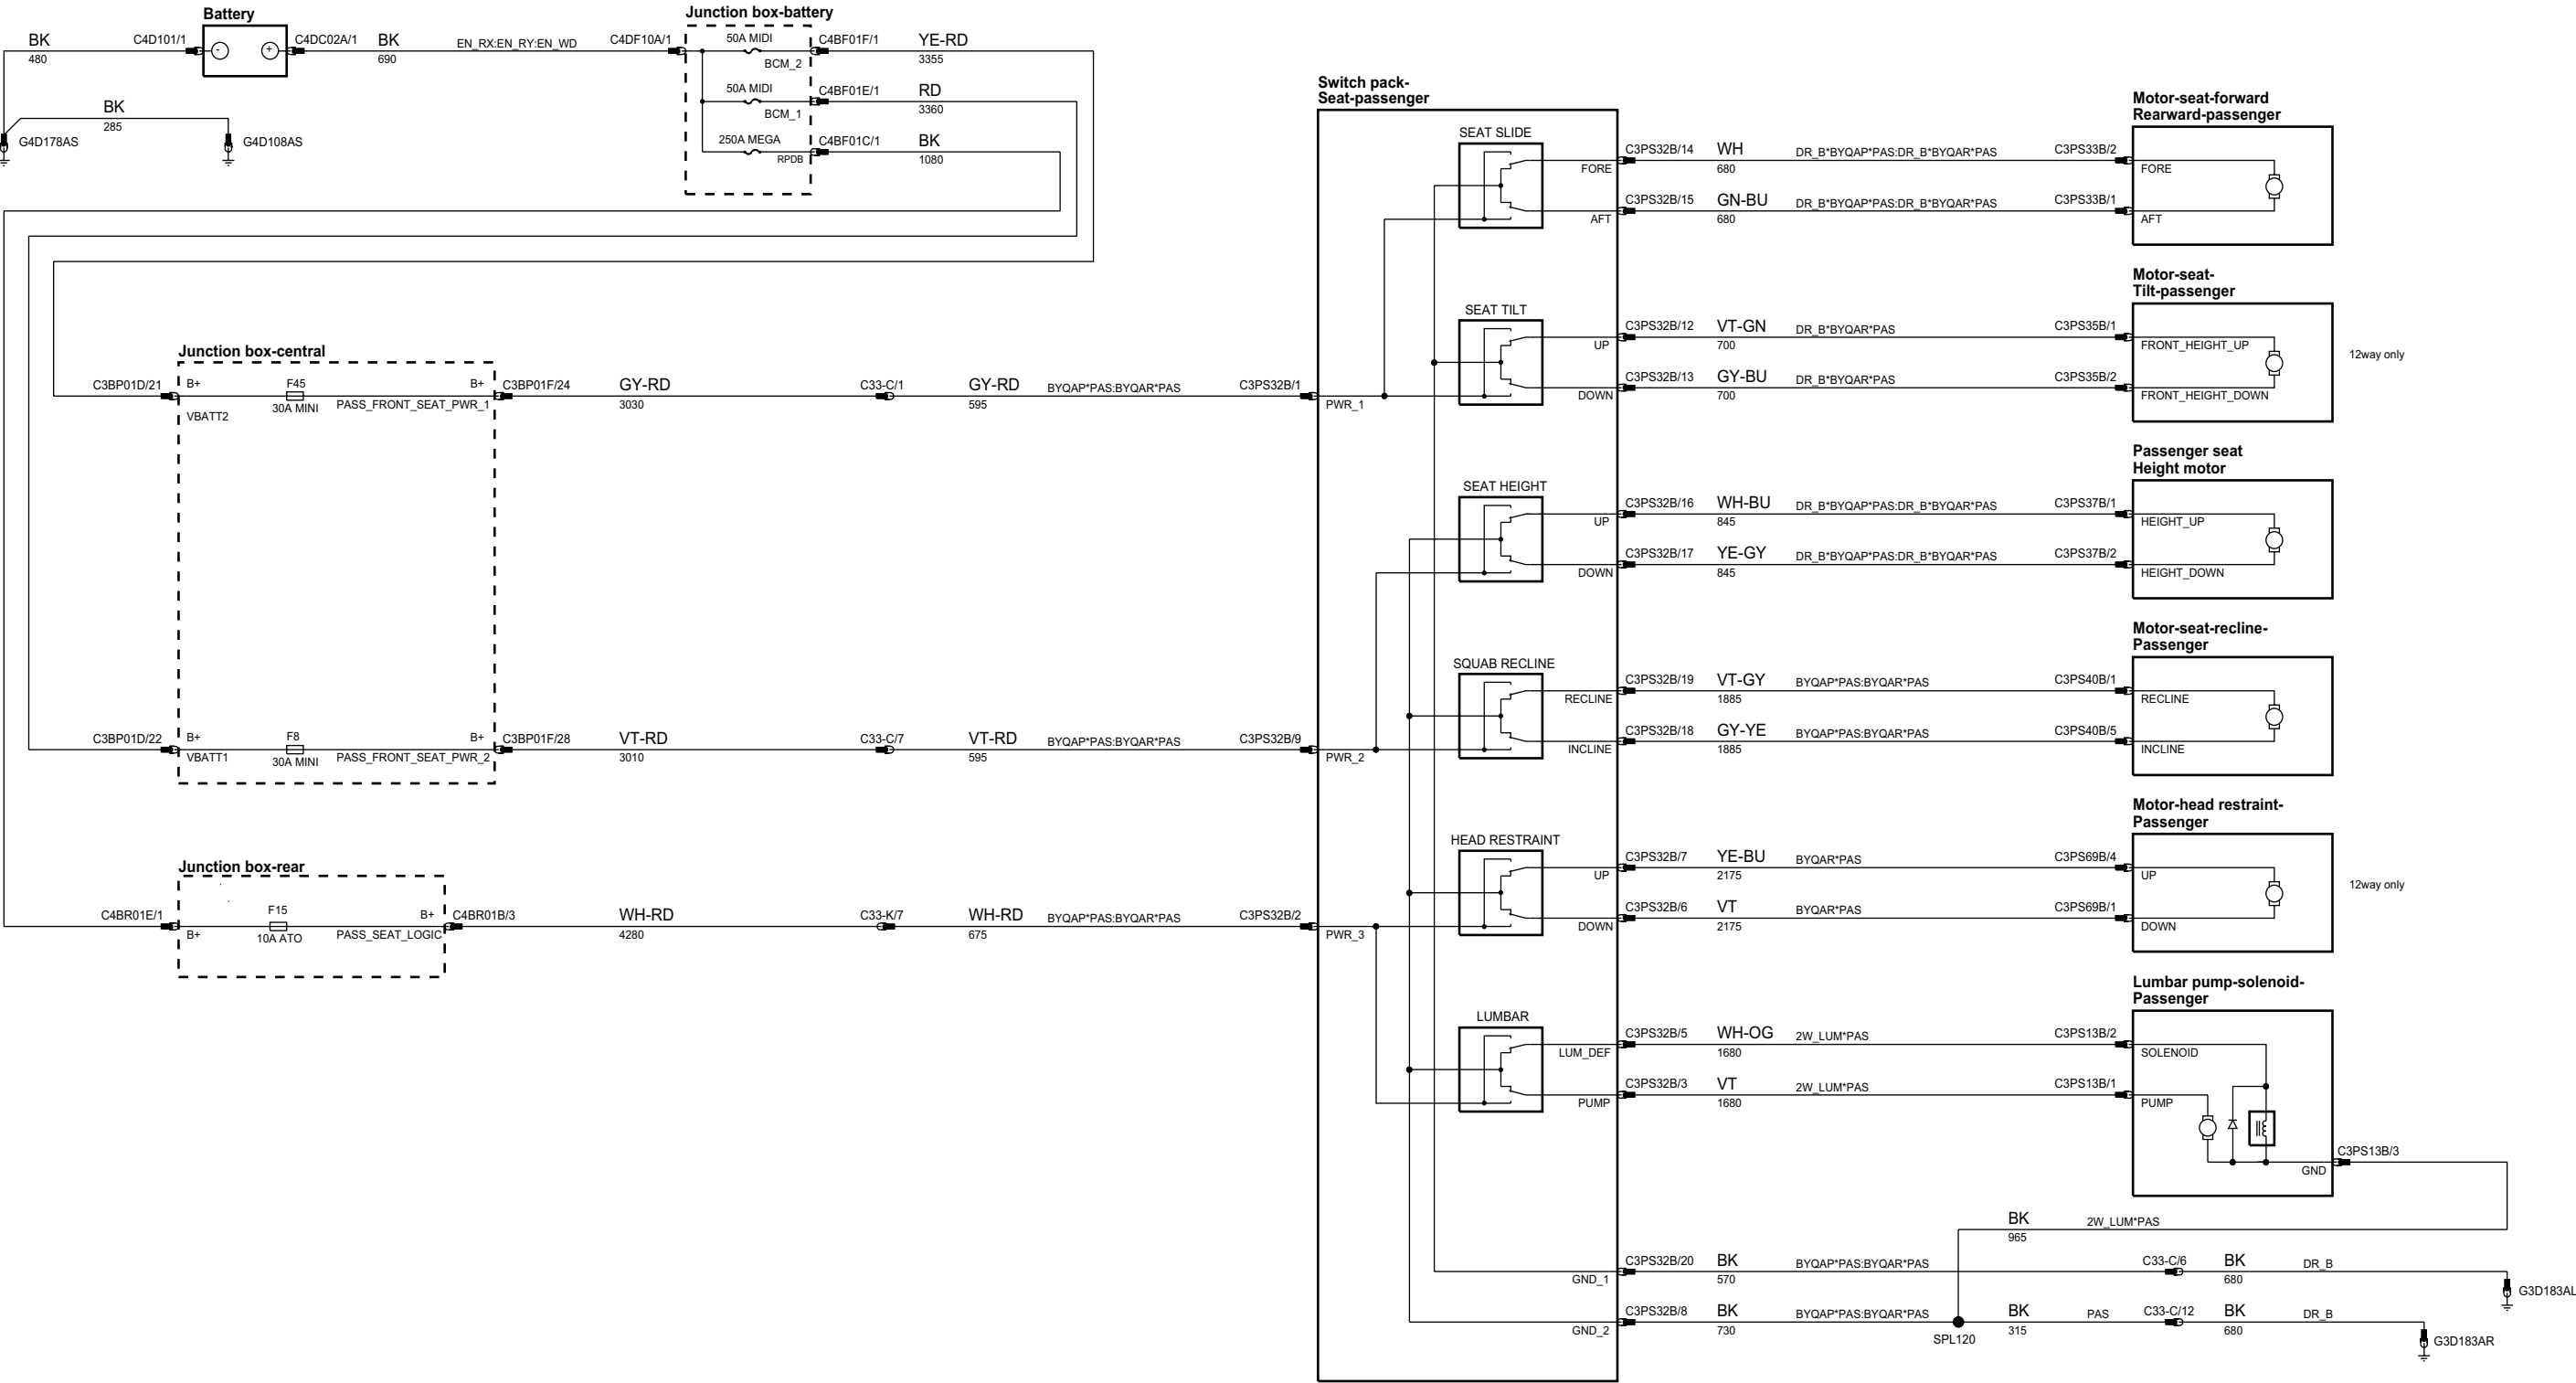 Battery
BK
480
C4D101/1
-
+
C4DC02A/1
BK
690
EN_RX:EN_RY:EN_WD
C4DF10A/1
BK
285
G4D178AS
G4D108AS
Junction box-battery
50A MIDI
BCM_2
C4BF01F/1
YE-RD
3355
50A MIDI
BCM_1
C4BF01E/1
RD
3360
250A MEGA
RPDB
C4BF01C/1
BK
1080
Junction box-central
C3BP01D/21
B+
F45
B+
C3BP01F/24
GY-RD
3030
C33-C/1
GY-RD
595
BYQAP*PAS:BYQAR*PAS
C3PS32B/1
VBATT2
30A MINI
PASS_FRONT_SEAT_PWR_1
C3BP01D/22
B+
F8
B+
C3BP01F/28
VT-RD
3010
C33-C/7
VT-RD
595
BYQAP*PAS:BYQAR*PAS
C3PS32B/9
VBATT1
30A MINI
PASS_FRONT_SEAT_PWR_2
Junction box-rear
C4BR01E/1
B+
F15
B+
C4BR01B/3
WH-RD
4280
C33-K/7
WH-RD
675
BYQAP*PAS:BYQAR*PAS
C3PS32B/2
10A ATO
PASS_SEAT_LOGIC
Switch pack-
Seat-passenger
PWR_1
PWR_2
PWR_3
SEAT SLIDE
FORE
AFT
C3PS32B/14
WH
680
DR_B*BYQAP*PAS:DR_B*BYQAR*PAS
C3PS33B/2
C3PS32B/15
GN-BU
680
DR_B*BYQAP*PAS:DR_B*BYQAR*PAS
C3PS33B/1
Motor-seat-forward
Rearward-passenger
FORE
AFT
SEAT TILT
UP
DOWN
C3PS32B/12
VT-GN
700
DR_B*BYQAR*PAS
C3PS35B/1
C3PS32B/13
GY-BU
700
DR_B*BYQAR*PAS
C3PS35B/2
Motor-seat-
Tilt-passenger
FRONT_HEIGHT_UP
FRONT_HEIGHT_DOWN
12way only
SEAT HEIGHT
UP
DOWN
C3PS32B/16
WH-BU
845
DR_B*BYQAP*PAS:DR_B*BYQAR*PAS
C3PS37B/1
C3PS32B/17
YE-GY
845
DR_B*BYQAP*PAS:DR_B*BYQAR*PAS
C3PS37B/2
Passenger seat
Height motor
HEIGHT_UP
HEIGHT_DOWN
SQUAB RECLINE
RECLINE
INCLINE
C3PS32B/19
VT-GY
1885
BYQAP*PAS:BYQAR*PAS
C3PS40B/1
C3PS32B/18
GY-YE
1885
BYQAP*PAS:BYQAR*PAS
C3PS40B/5
Motor-seat-recline-
Passenger
RECLINE
INCLINE
HEAD RESTRAINT
UP
DOWN
C3PS32B/7
YE-BU
2175
BYQAR*PAS
C3PS69B/4
C3PS32B/6
VT
2175
BYQAR*PAS
C3PS69B/1
Motor-head restraint-
Passenger
UP
DOWN
12way only
LUMBAR
LUM_DEF
PUMP
C3PS32B/5
WH-OG
1680
2W_LUM*PAS
C3PS13B/2
C3PS32B/3
VT
1680
2W_LUM*PAS
C3PS13B/1
Lumbar pump-solenoid-
Passenger
SOLENOID
PUMP
GND
C3PS13B/3
BK
965
2W_LUM*PAS
GND_1
C3PS32B/20
BK
570
BYQAP*PAS:BYQAR*PAS
C33-C/6
BK
680
DR_B
G3D183AL
GND_2
C3PS32B/8
BK
730
BYQAP*PAS:BYQAR*PAS
SPL120
BK
315
PAS
C33-C/12
BK
680
DR_B
G3D183AR